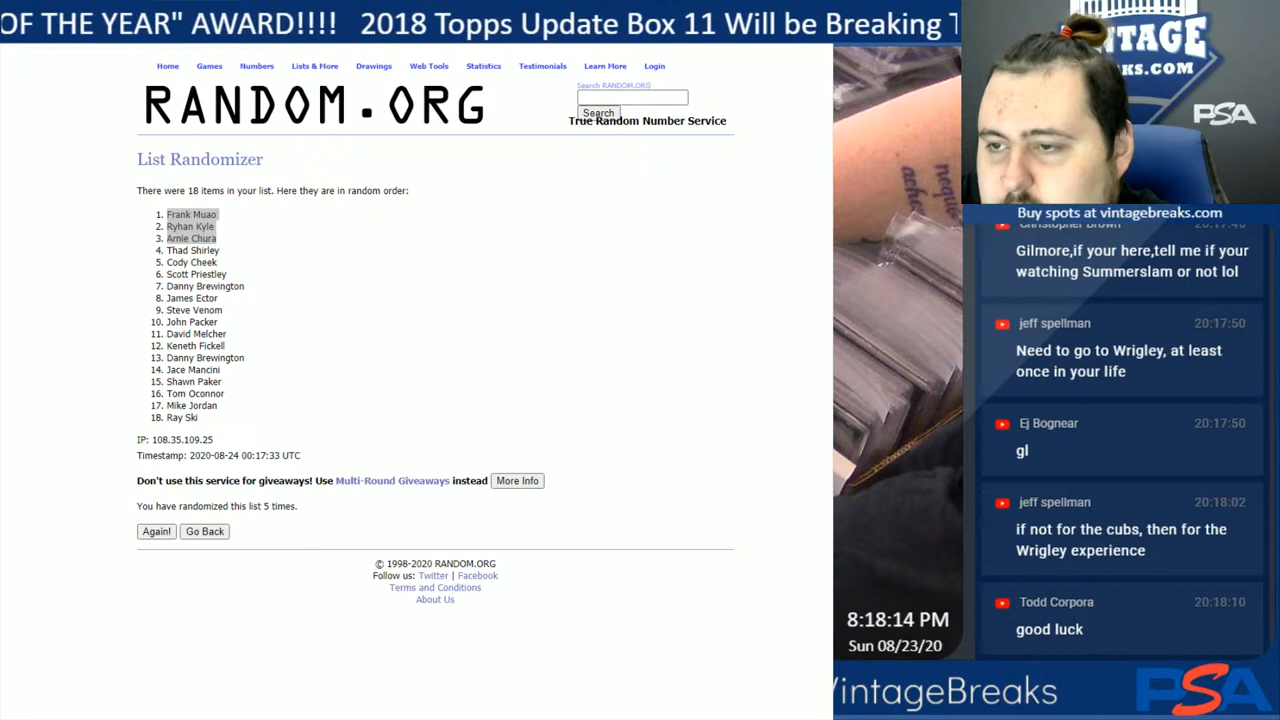 OF THE YEAR" AWARD!!!! 2018 Topps Update Box 11 Will be Breaking T
NTAGE
KS.COM
PSA
Home Games Numbers Lists & More Drawings Web Tools Statistics Testimonials Learn More Login
RANDOM.ORG
Search RANDOM.ORG
Search
True Random Number Service
List Randomizer
There were 18 items in your list. Here they are in random order:
1. Frank Muao
2. Ryhan Kyle
3. Arnie Chura
4. Thad Shirley
5. Cody Cheek
6. Scott Priestley
7. Danny Brewington
8. James Ector
9. Steve Venom
10. John Packer
11. David Melcher
12. Keneth Fickell
13. Danny Brewington
14. Jace Mancini
15. Shawn Paker
16. Tom Oconnor
17. Mike Jordan
18. Ray Ski
IP: 108.35.109.25
Timestamp: 2020-08-24 00:17:33 UTC
Don't use this service for giveaways! Use Multi-Round Giveaways instead More Info
You have randomized this list 5 times.
Again! Go Back
© 1998-2020 RANDOM.ORG
Follow us: Twitter | Facebook
Terms and Conditions
About Us
8:18:14 PM
Sun 08/23/20
Buy spots at vintagebreaks.com
Christopher Brown 20:17:40
Gilmore,if your here,tell me if your
watching Summerslam or not lol
jeff spellman 20:17:50
Need to go to Wrigley, at least
once in your life
Ej Bognear 20:17:50
gl
jeff spellman 20:18:02
if not for the cubs, then for the
Wrigley experience
Todd Corpora 20:18:10
good luck
VintageBreaks
PSA